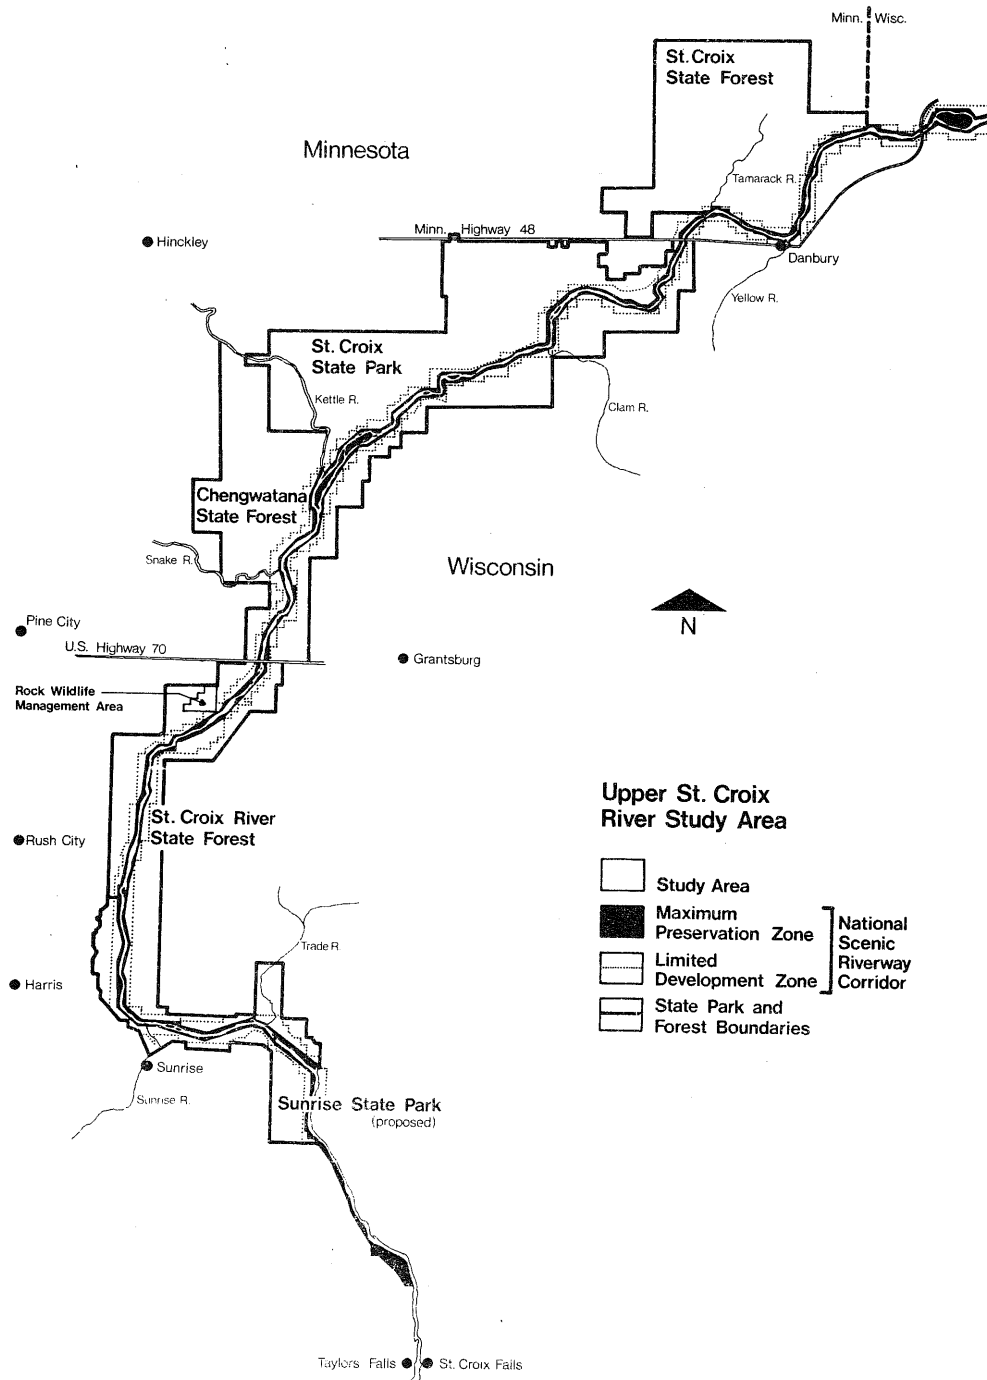 Minn. Wisc.
St. Croix
State Forest
Minnesota
Tamarack R.
Minn. Highway 48
Hinckley
Danbury
Yellow R.
St. Croix
State Park
Kettle R.
Clam R.
Chengwatana
State Forest
Snake R.
Wisconsin
N
Pine City
U.S. Highway 70
Grantsburg
Rock Wildlife
Management Area
Upper St. Croix
River Study Area
St. Croix River
State Forest
Rush City
Study Area
Maximum
Preservation Zone
Limited
Development Zone
National
Scenic
Riverway
Corridor
State Park and
Forest Boundaries
Trade R.
Harris
Sunrise
Sunrise R.
Sunrise State Park
(proposed)
Taylors Falls
St. Croix Falls